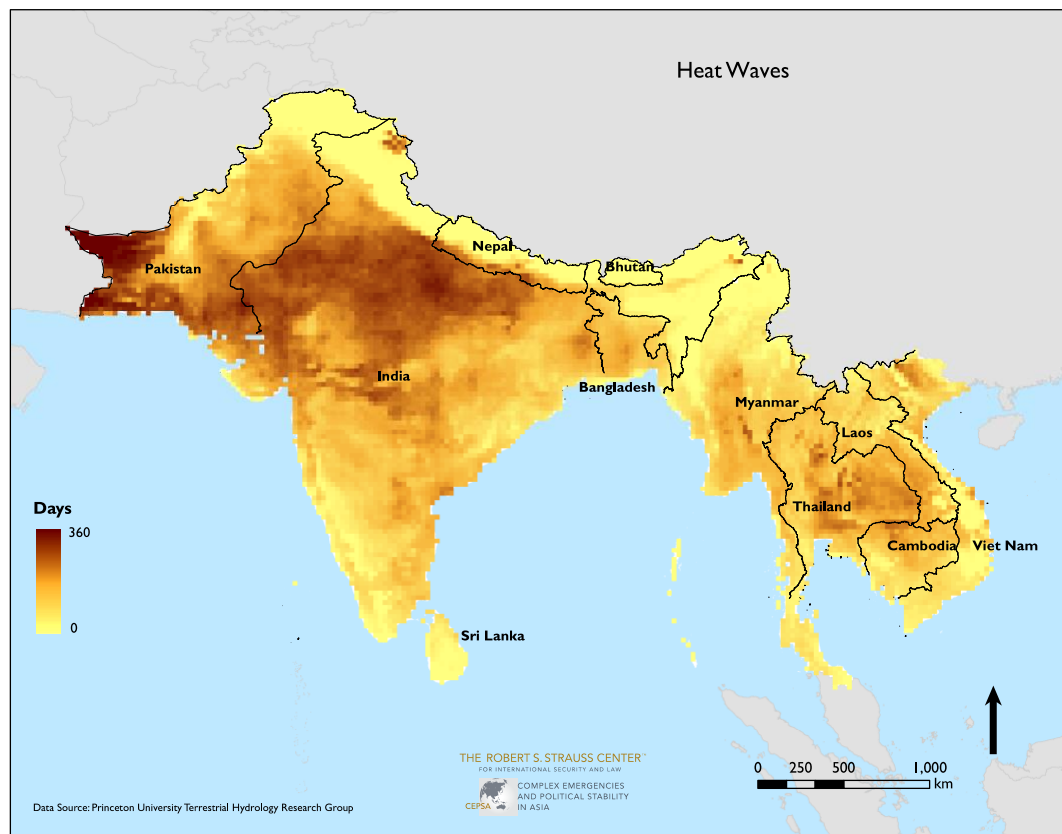 Heat Waves
Nepal
Bhutan
Pakistan
India
Bangladesh
Myanmar
Laos
Thailand
Cambodia
Viet Nam
Sri Lanka
Days
360
0
THE ROBERT S. STRAUSS CENTER™
FOR INTERNATIONAL SECURITY AND LAW
CEPSA
COMPLEX EMERGENCIES
AND POLITICAL STABILITY
IN ASIA
0 250 500 1,000
km
Data Source: Princeton University Terrestrial Hydrology Research Group